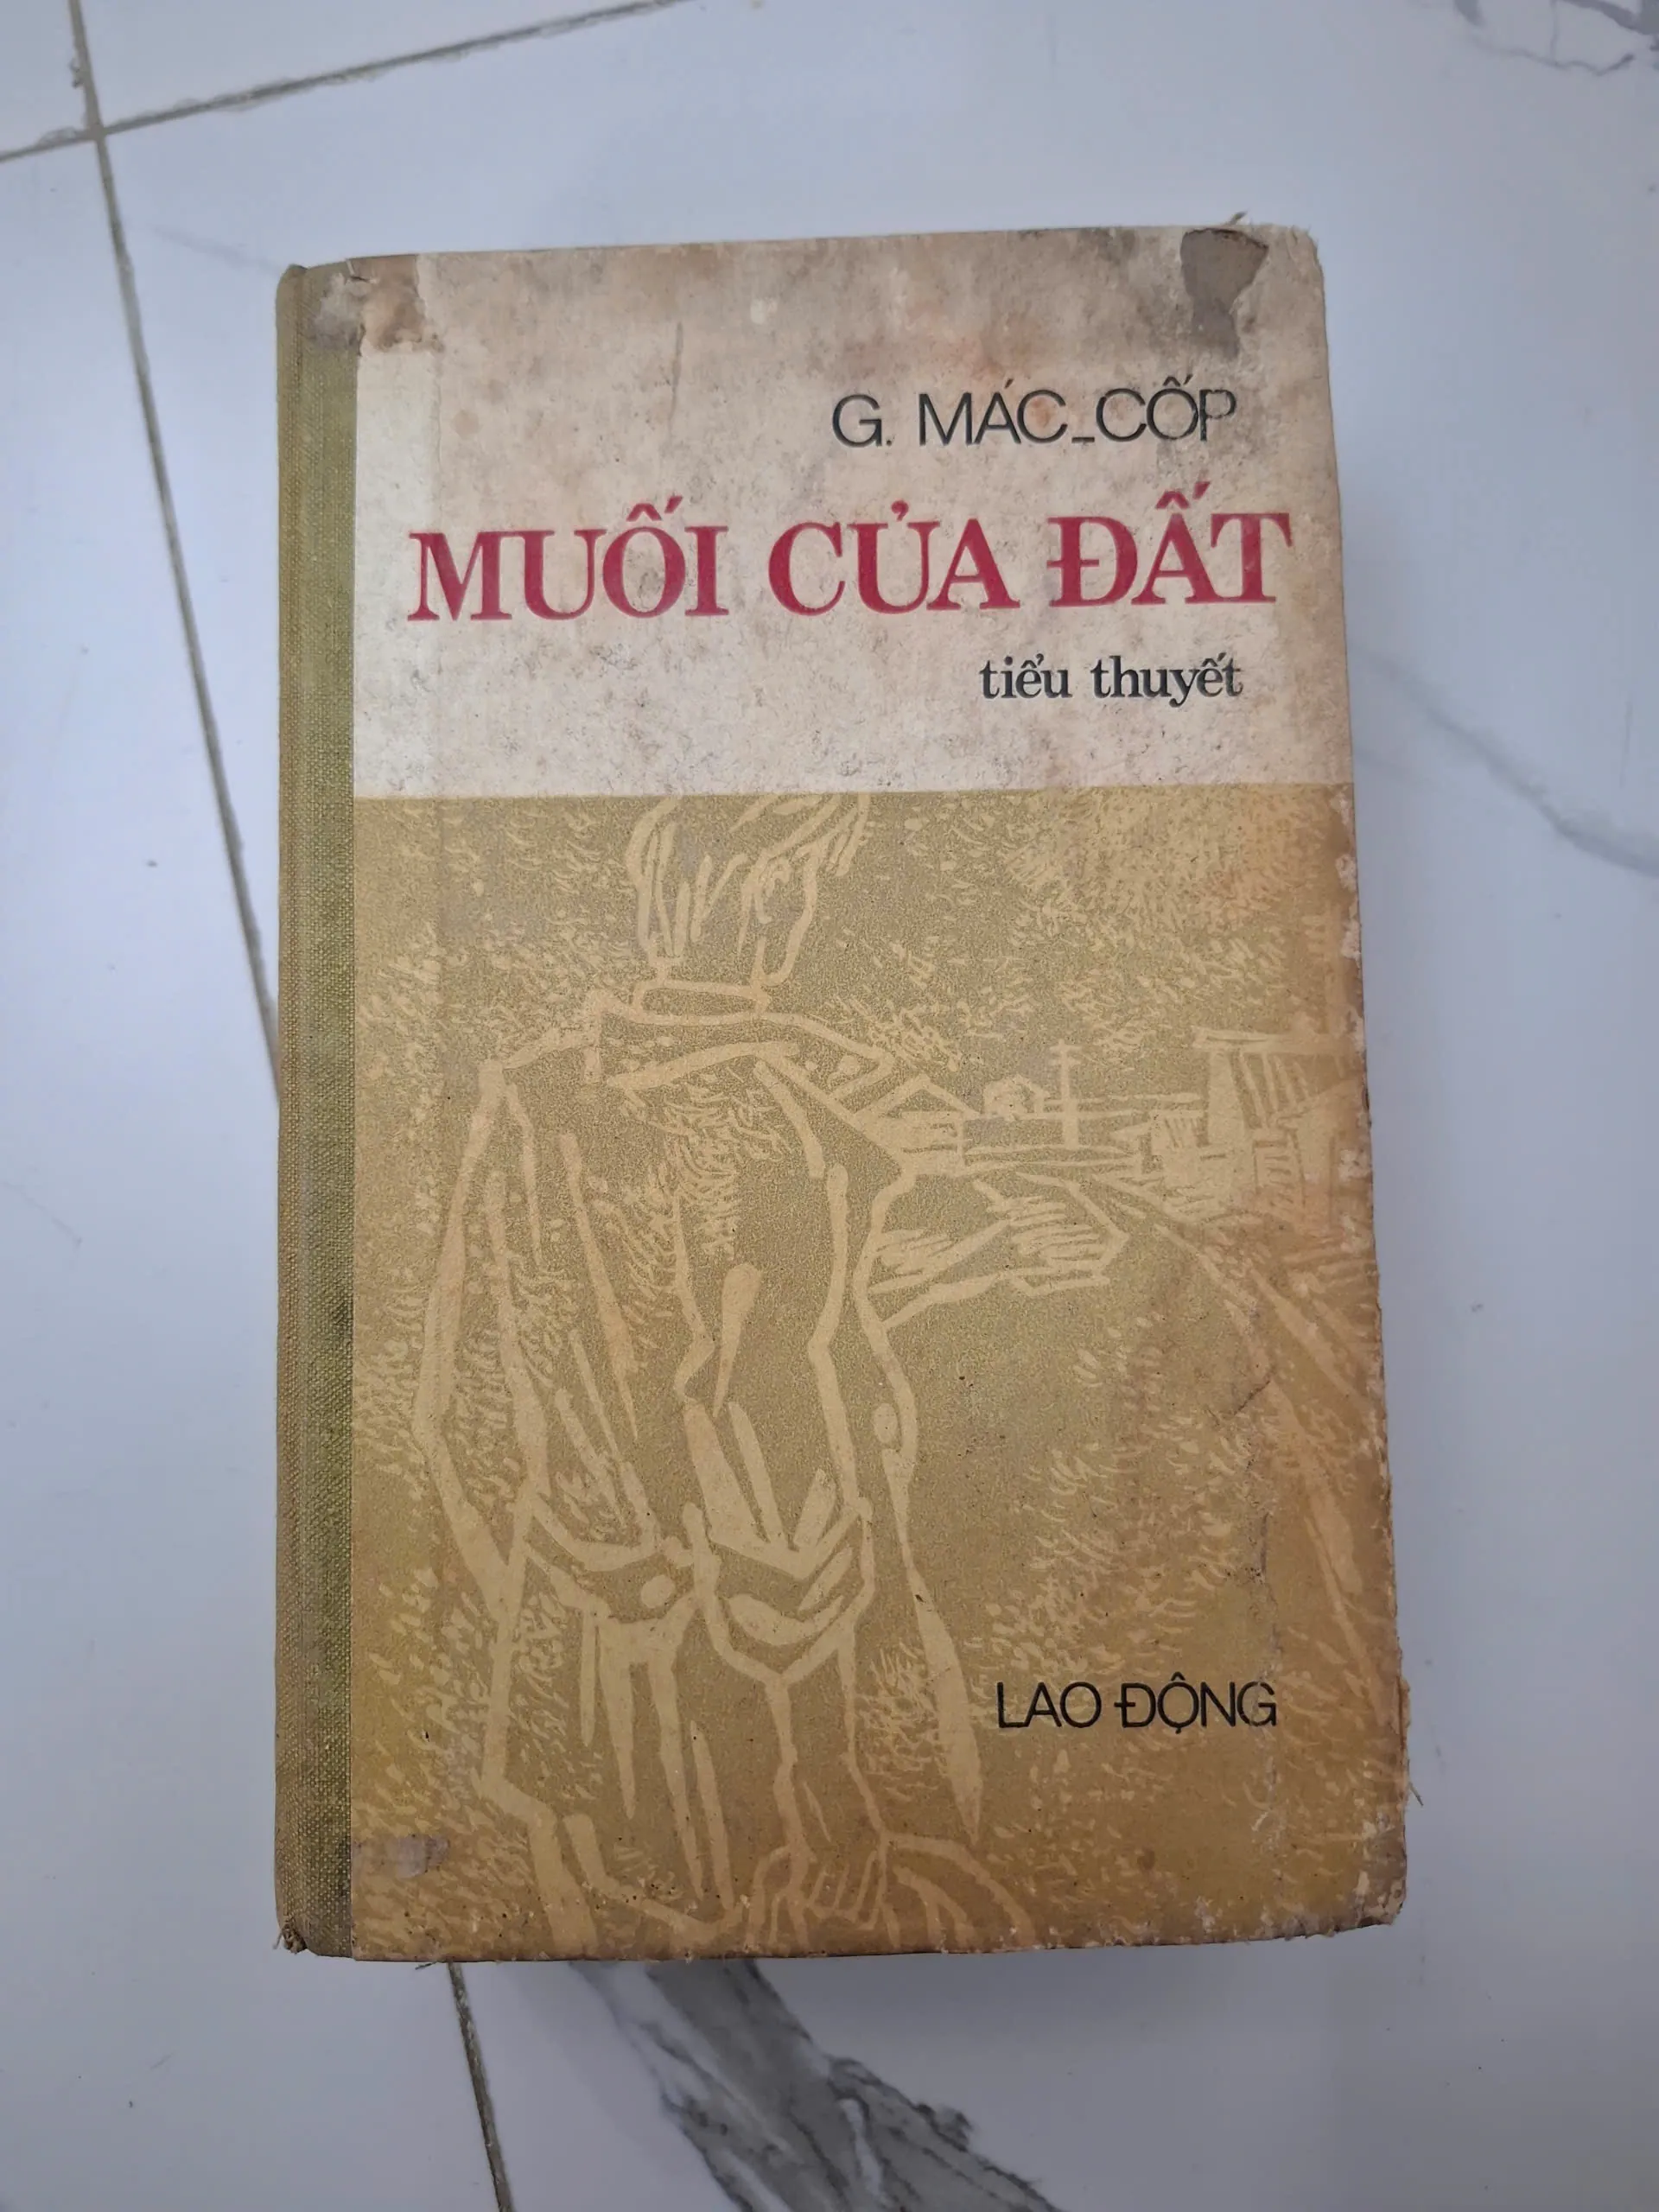 G. MÁC_CỐP
MUỐI CỦA ĐẤT
tiểu thuyết
LAO ĐỘNG